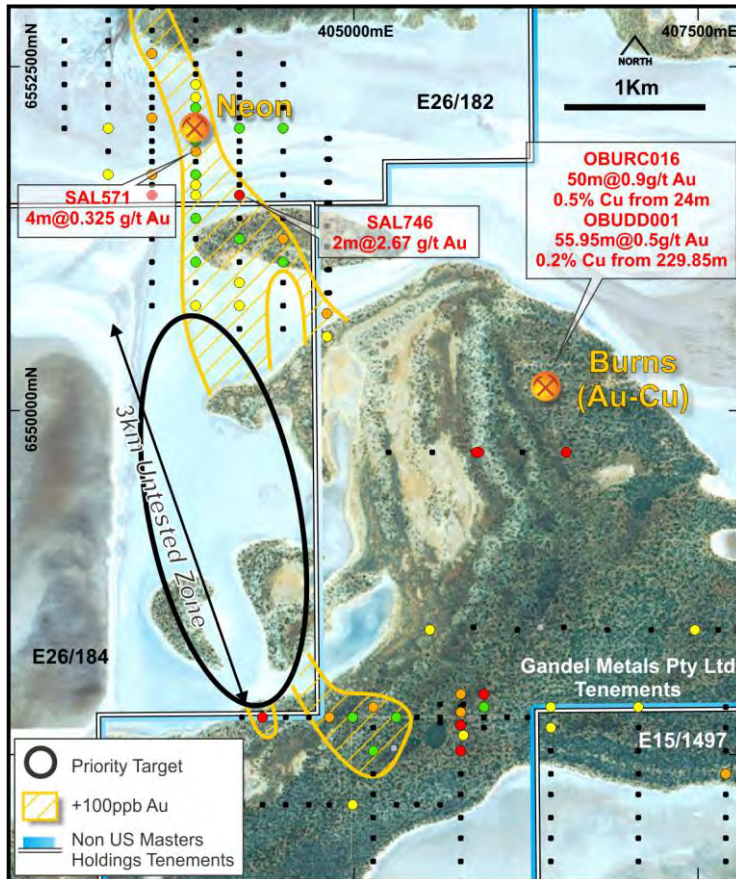 405000mE
407500mE
6552500mN
NORTH
1Km
E26/182
Neon
SAL571
4m@0.325 g/t Au
SAL746
2m@2.67 g/t Au
OBURC016
50m@0.9g/t Au
0.5% Cu from 24m
OBUDD001
55.95m@0.5g/t Au
0.2% Cu from 229.85m
Burns
(Au-Cu)
6550000mN
3km Untested Zone
E26/184
Gandel Metals Pty Ltd
Tenements
E15/1497
Priority Target
+100ppb Au
Non US Masters
Holdings Tenements